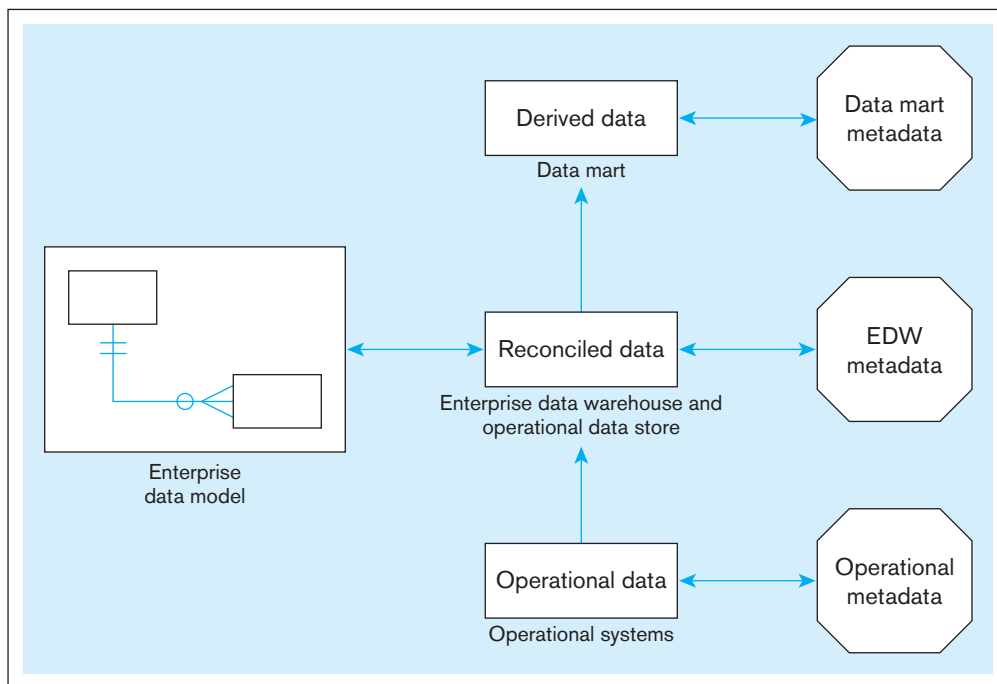 Derived data
Data mart
Data mart
metadata
Reconciled data
Enterprise data warehouse and
operational data store
EDW
metadata
Enterprise
data model
Operational data
Operational systems
Operational
metadata